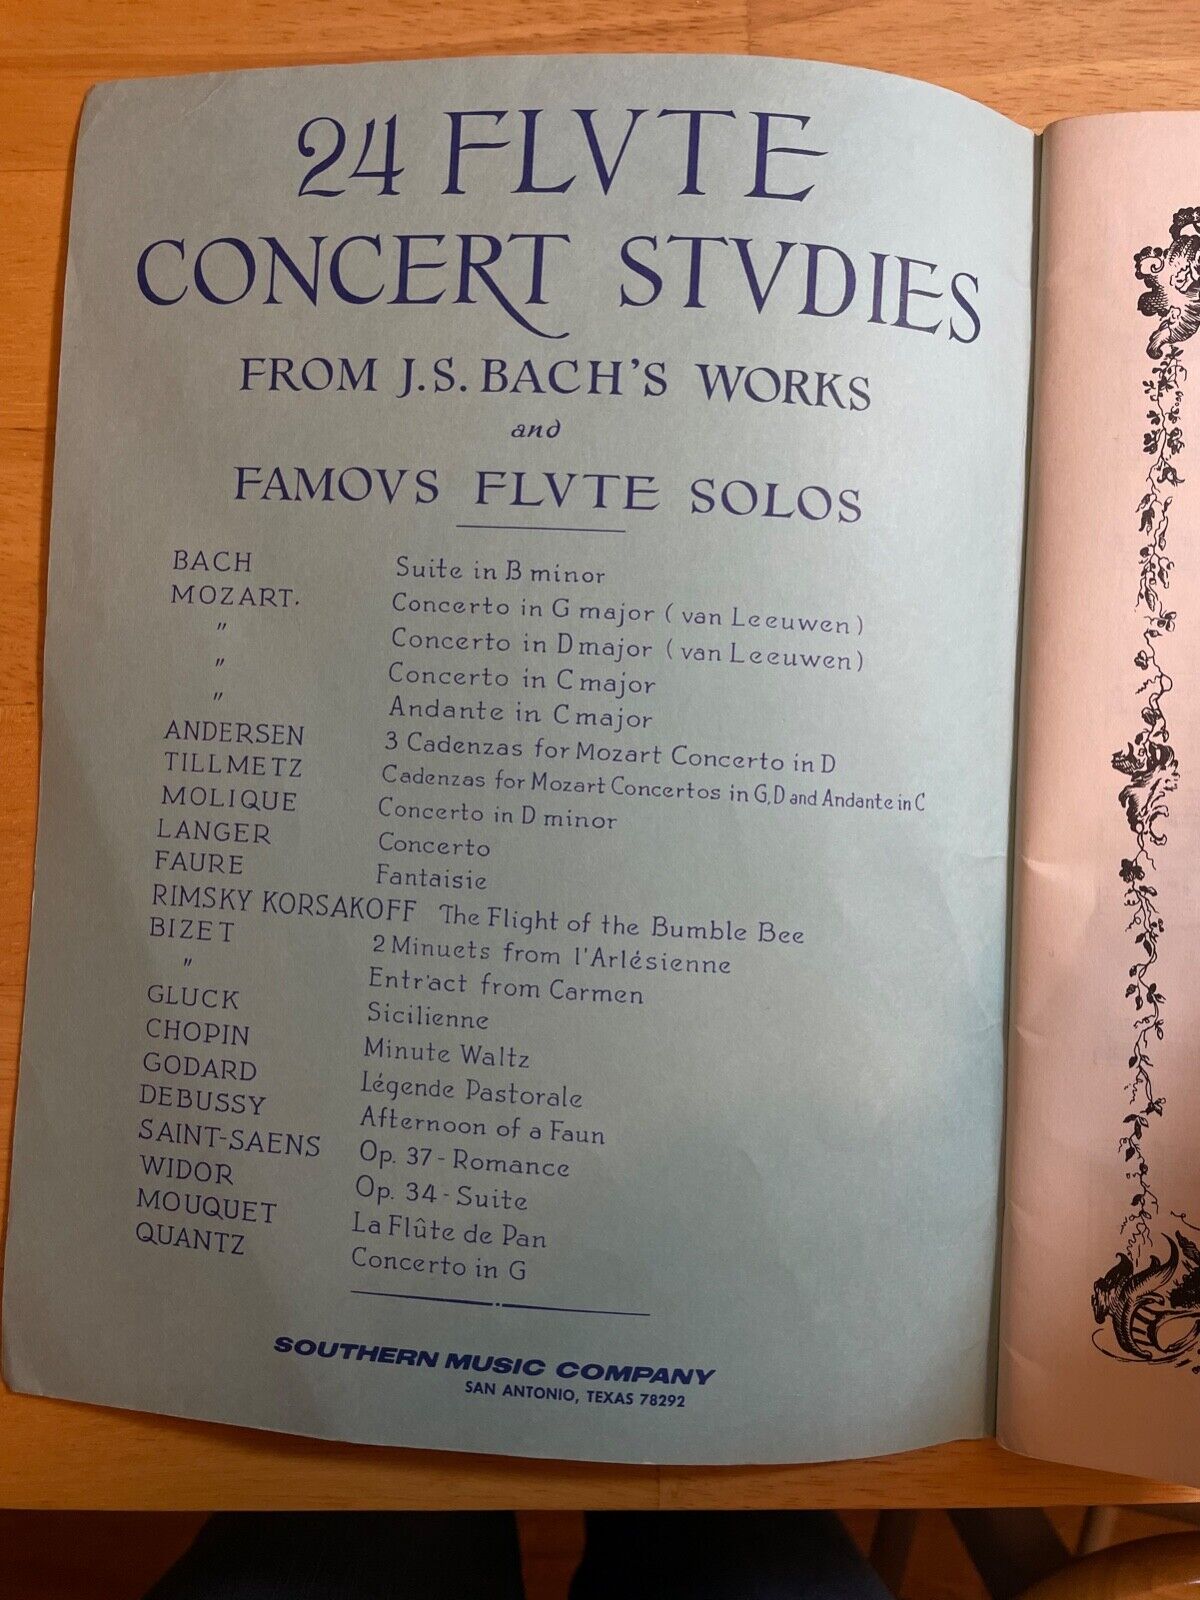 24 FLVTE
CONCERT STVDIES
FROM J.S. BACH'S WORKS
and
FAMOVS FLVTE SOLOS
BACH Suite in B minor
MOZART. Concerto in G major ( van Leeuwen )
" Concerto in D major ( van Leeuwen )
" Concerto in C major
" Andante in C major
ANDERSEN 3 Cadenzas for Mozart Concerto in D
TILLMETZ Cadenzas for Mozart Concertos in G, D and Andante in C
MOLIQUE Concerto in D minor
LANGER Concerto
FAURE Fantaisie
RIMSKY KORSAKOFF The Flight of the Bumble Bee
BIZET 2 Minuets from l'Arlésienne
" Entr'act from Carmen
GLUCK Sicilienne
CHOPIN Minute Waltz
GODARD Légende Pastorale
DEBUSSY Afternoon of a Faun
SAINT-SAENS Op. 37 - Romance
WIDOR Op. 34 - Suite
MOUQUET La Flûte de Pan
QUANTZ Concerto in G
SOUTHERN MUSIC COMPANY
SAN ANTONIO, TEXAS 78292